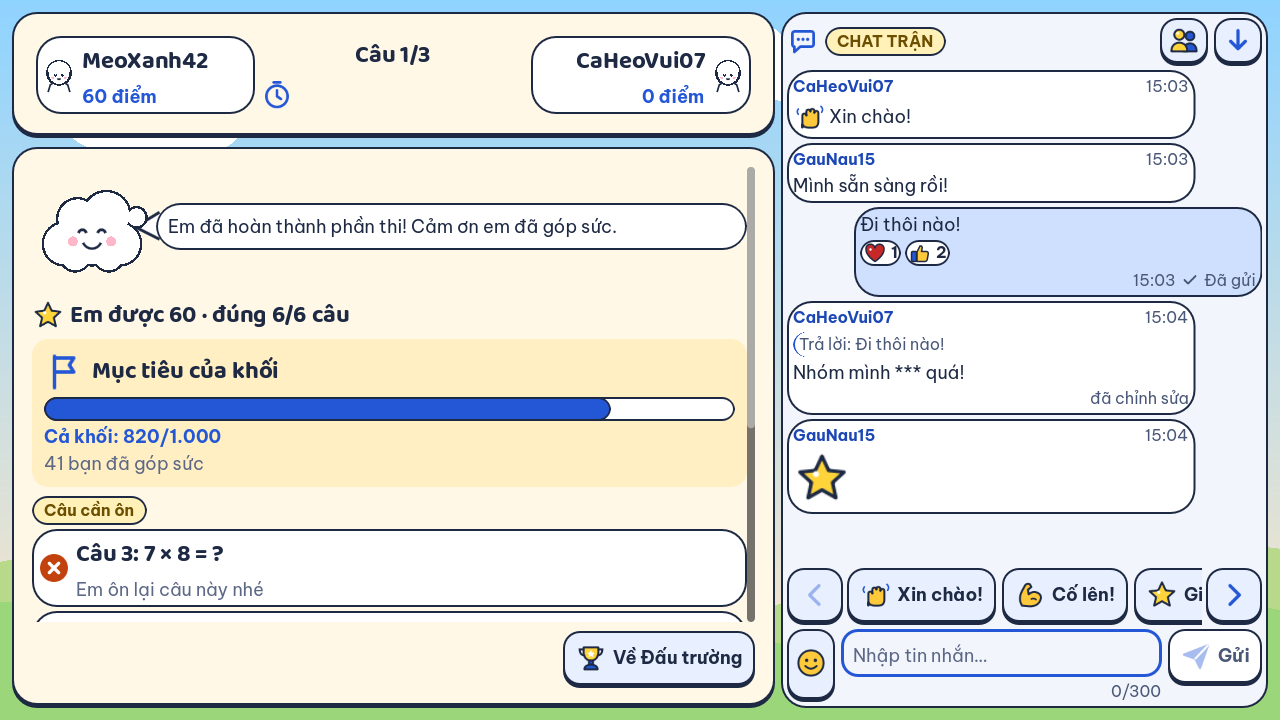 MeoXanh42
60 điểm
Câu 1/3
CaHeoVui07
0 điểm
Em đã hoàn thành phần thi! Cảm ơn em đã góp sức.
Em được 60 · đúng 6/6 câu
Mục tiêu của khối
Cả khối: 820/1.000
41 bạn đã góp sức
Câu cần ôn
Câu 3: 7 × 8 = ?
Em ôn lại câu này nhé
Về Đấu trường
CHAT TRẬN
CaHeoVui07 15:03
Xin chào!
GauNau15 15:03
Mình sẵn sàng rồi!
Đi thôi nào!
1 2
15:03 Đã gửi
CaHeoVui07 15:04
Trả lời: Đi thôi nào!
Nhóm mình *** quá!
đã chỉnh sửa
GauNau15 15:04
Xin chào! Cố lên! Gi
Nhập tin nhắn...
Gửi
0/300